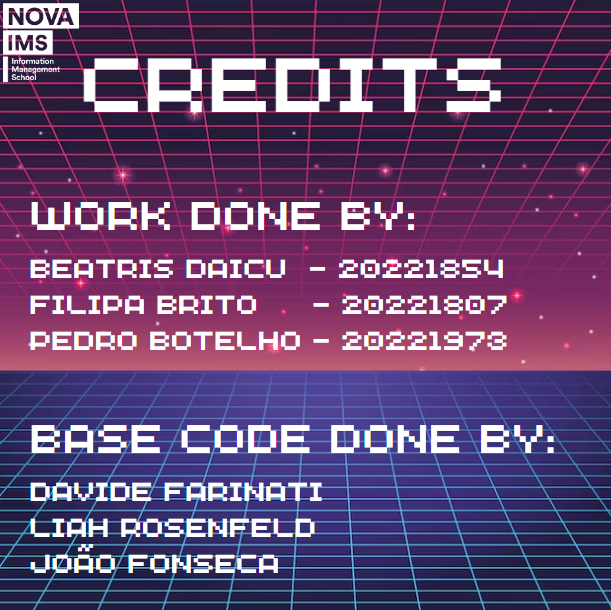 NOVA
IMS
Information
Management
School
CREDITS
WORK DONE BY:
BEATRIS DAICU - 20221854
FILIPA BRITO - 20221807
PEDRO BOTELHO - 20221973
BASE CODE DONE BY:
DAVIDE FARINATI
LIAH ROSENFELD
JOÃO FONSECA